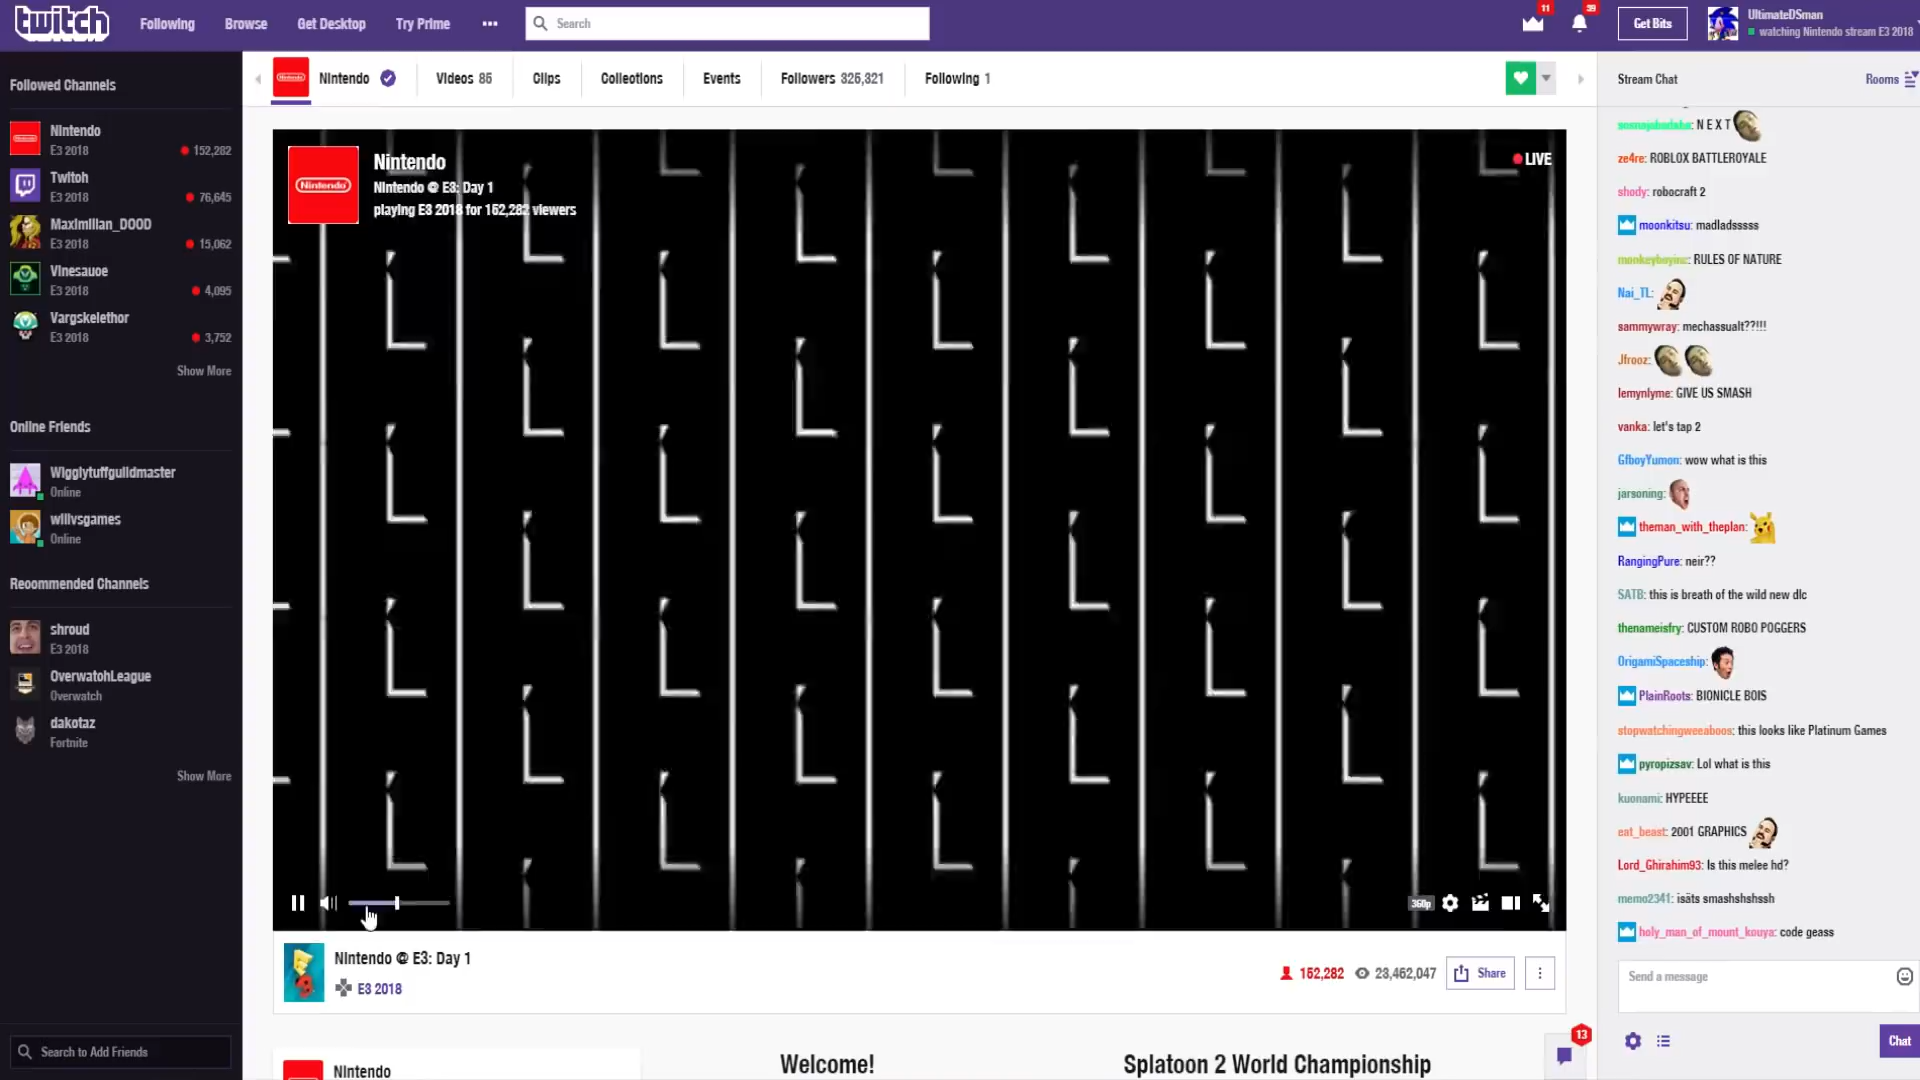 twitch
Following
Browse
Get Desktop
Try Prime
Search
11
39
Get Bits
UltimateDSman
watching Nintendo stream E3 2018
Followed Channels
Nintendo
E3 2018
152,282
Twitch
E3 2018
76,645
Maximilian_DOOD
E3 2018
15,062
Vinesauce
E3 2018
4,095
Vargskelethor
E3 2018
3,752
Show More
Online Friends
Wigglytuffguildmaster
Online
willvsgames
Online
Recommended Channels
shroud
E3 2018
OverwatchLeague
Overwatch
dakotaz
Fortnite
Show More
Search to Add Friends
Nintendo
Videos 86
Clips
Collections
Events
Followers 326,821
Following 1
Nintendo
Nintendo
Nintendo @ E3: Day 1
playing E3 2018 for 152,282 viewers
LIVE
360p
Nintendo @ E3: Day 1
E3 2018
152,282
23,462,047
Share
Nintendo
Welcome!
Splatoon 2 World Championship
13
Stream Chat
Rooms
N E X T
ze4re: ROBLOX BATTLEROYALE
shody: robocraft 2
moonkitsu: madladsssss
RULES OF NATURE
Nai_TL:
sammywray: mechassualt??!!!
Jfrooz:
lemynlyme: GIVE US SMASH
vanka: let's tap 2
GfboyYumon: wow what is this
jarsoning:
theman_with_theplan:
RangingPure: neir??
SATB: this is breath of the wild new dlc
thenameisfry: CUSTOM ROBO POGGERS
OrigamiSpaceship:
PlainRoots: BIONICLE BOIS
stopwatchingweeaboos: this looks like Platinum Games
pyropizsav: Lol what is this
kuonami: HYPEEEE
eat_beast: 2001 GRAPHICS
Lord_Ghirahim93: Is this melee hd?
memo2341: isäts smashshshssh
holy_man_of_mount_kouya: code geass
Send a message
Chat